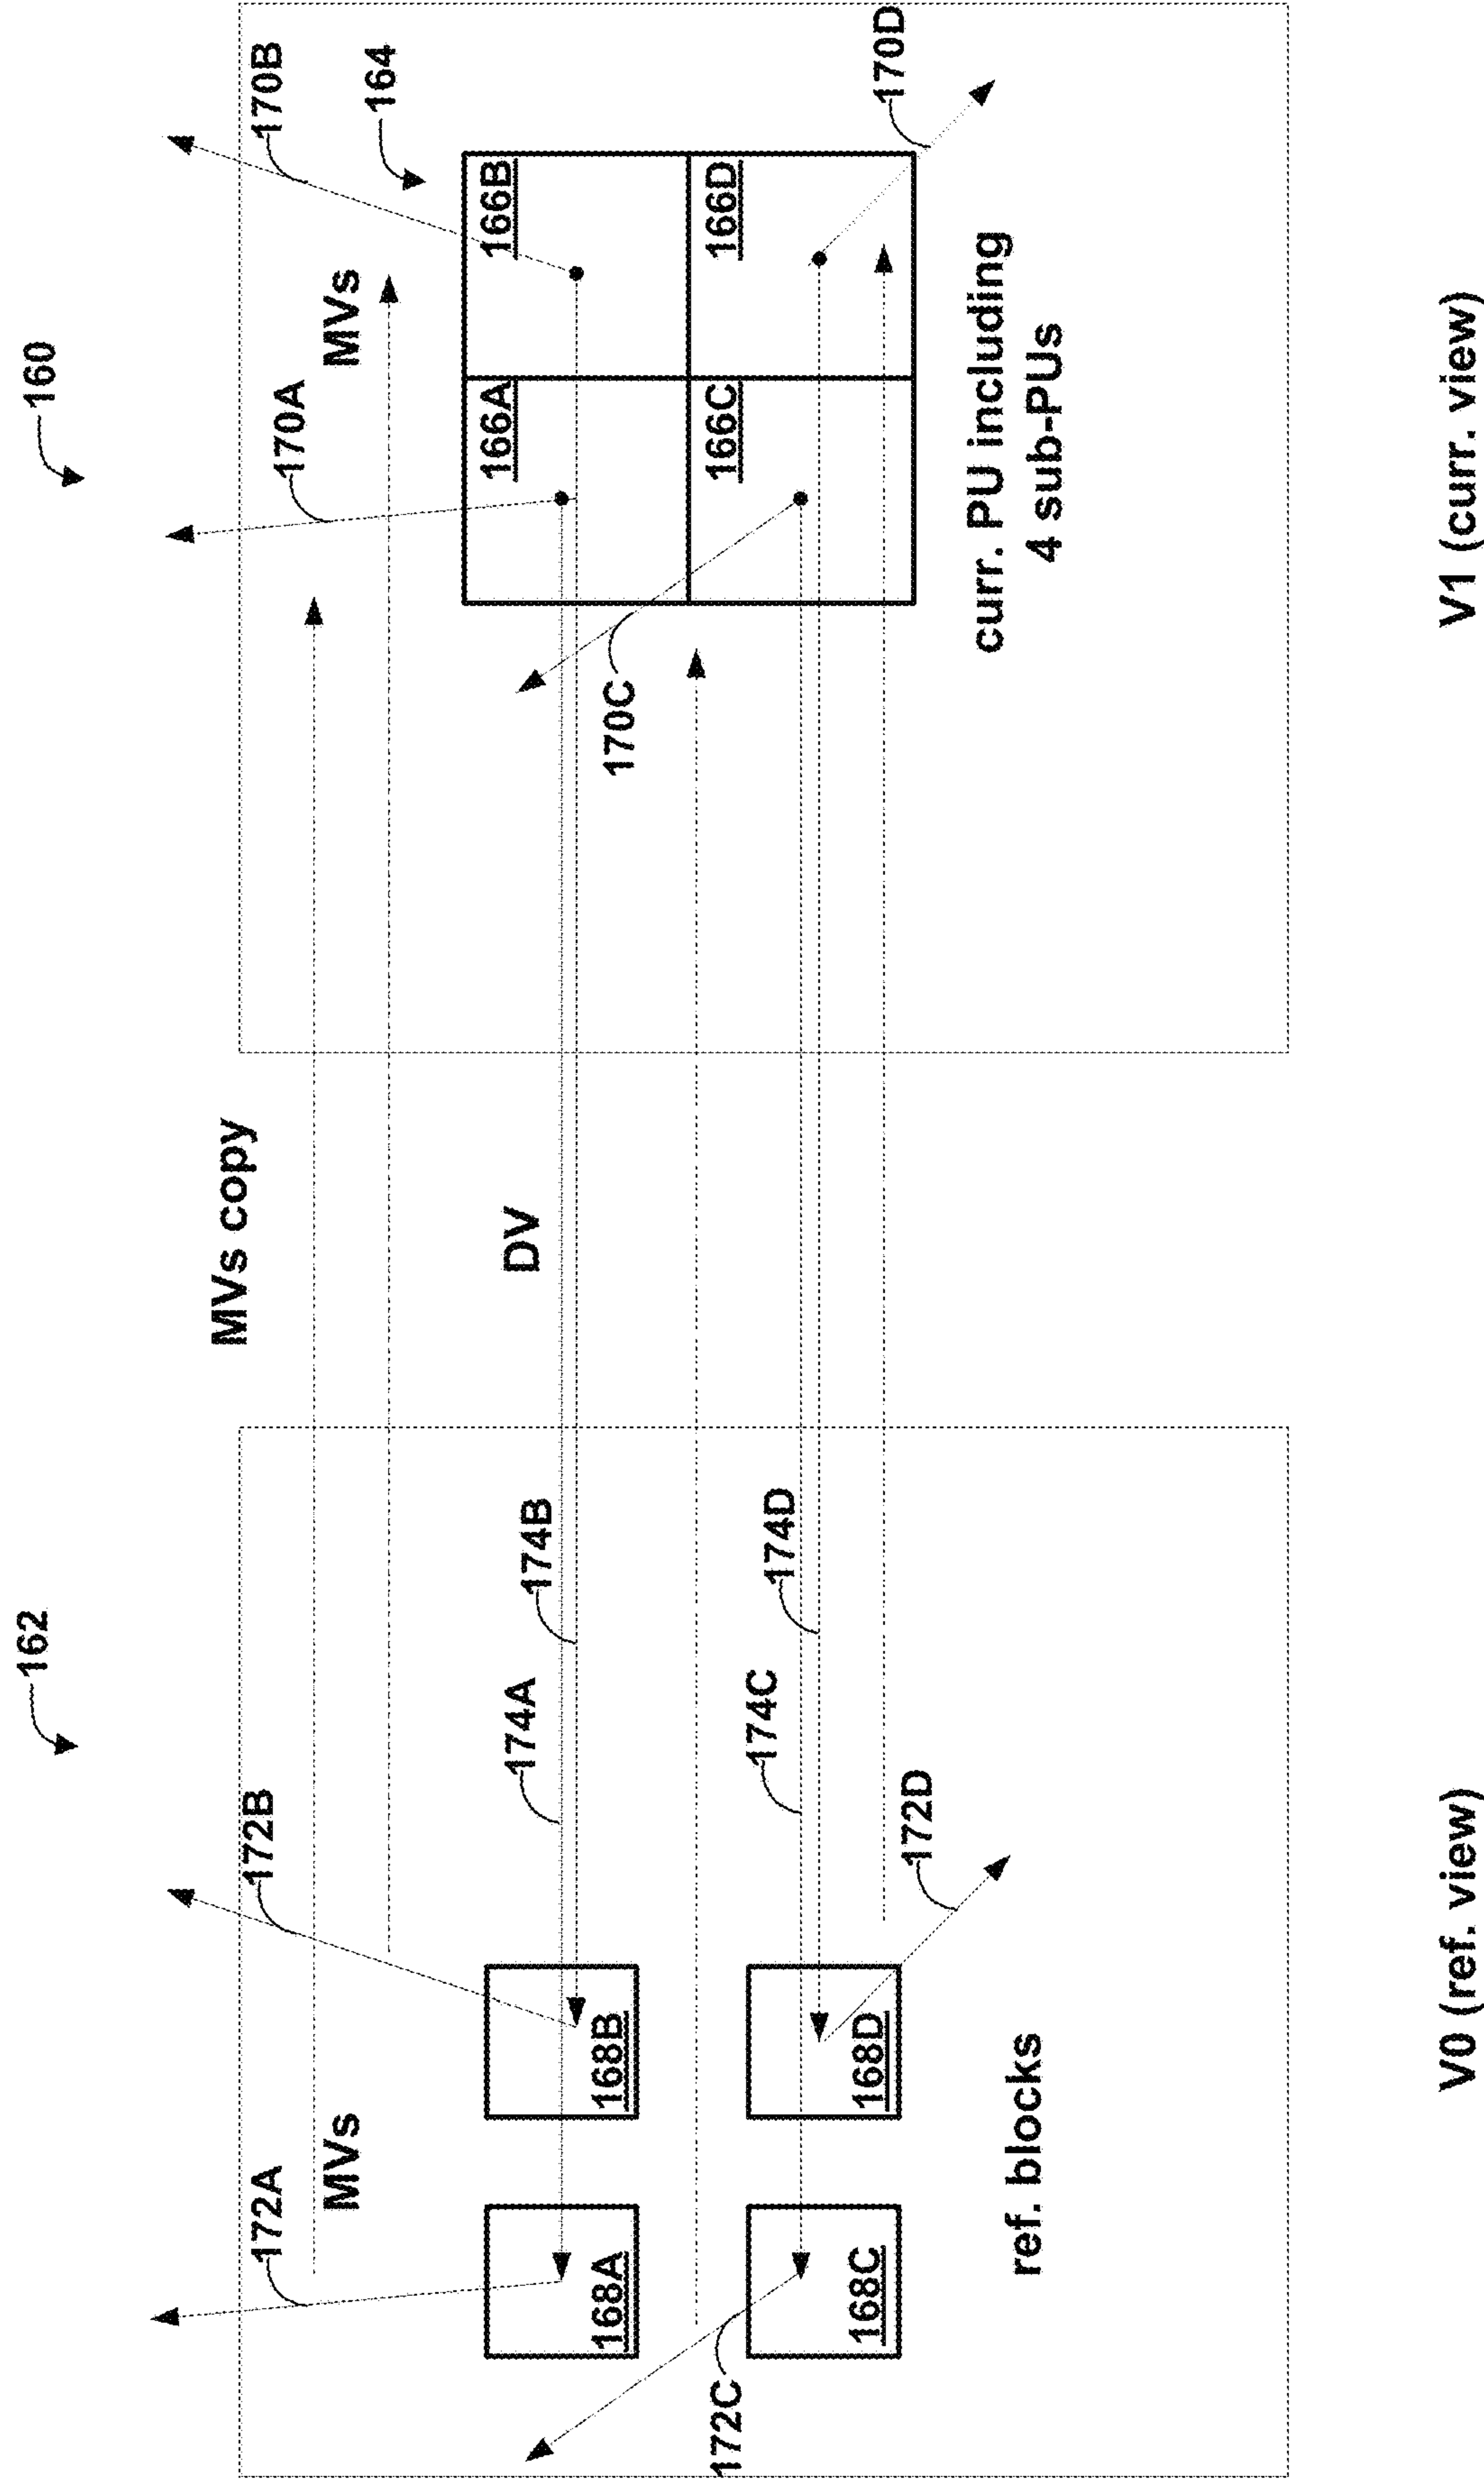 162
160
MVs copy
172A
172B
170A
170B
MVs
MVs
164
174A
174B
DV
166A
166B
168A
168B
170C
172C
174C
174D
166C
166D
168C
168D
172D
170D
ref. blocks
curr. PU including
4 sub-PUs
V0 (ref. view)
V1 (curr. view)